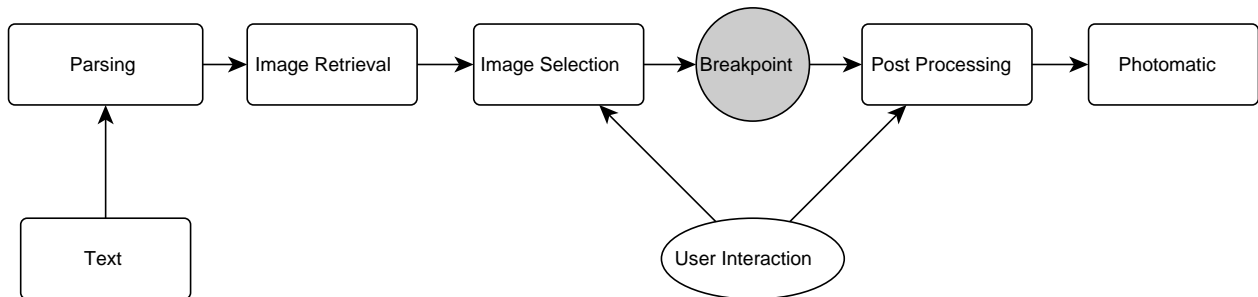 Parsing
Image Retrieval
Image Selection
Breakpoint
Post Processing
Photomatic
Text
User Interaction